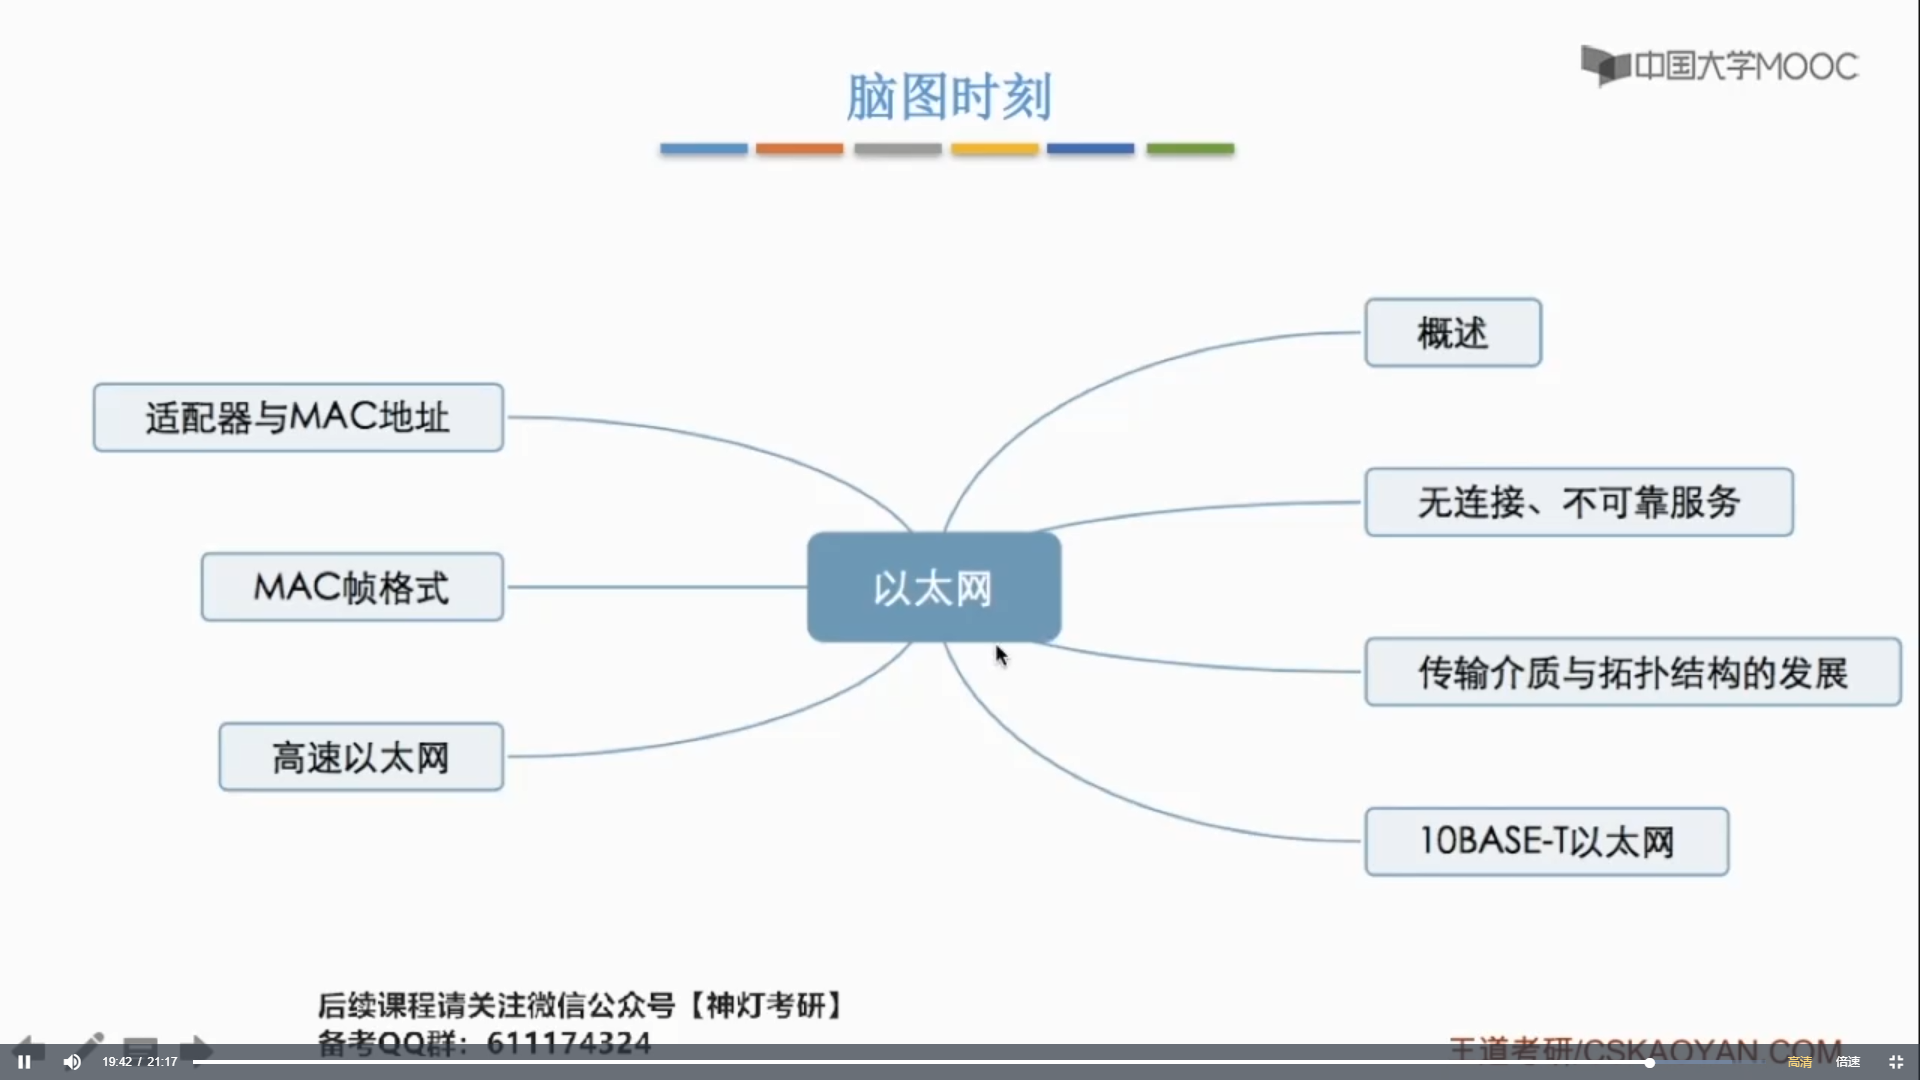 中国大学MOOC
脑图时刻
概述
适配器与MAC地址
无连接、不可靠服务
MAC帧格式
以太网
传输介质与拓扑结构的发展
高速以太网
10BASE-T以太网
后续课程请关注微信公众号【神灯考研】
备考QQ群：611174324
王道考研/CSKAOYAN.COM
19:42 / 21:17
高清
倍速